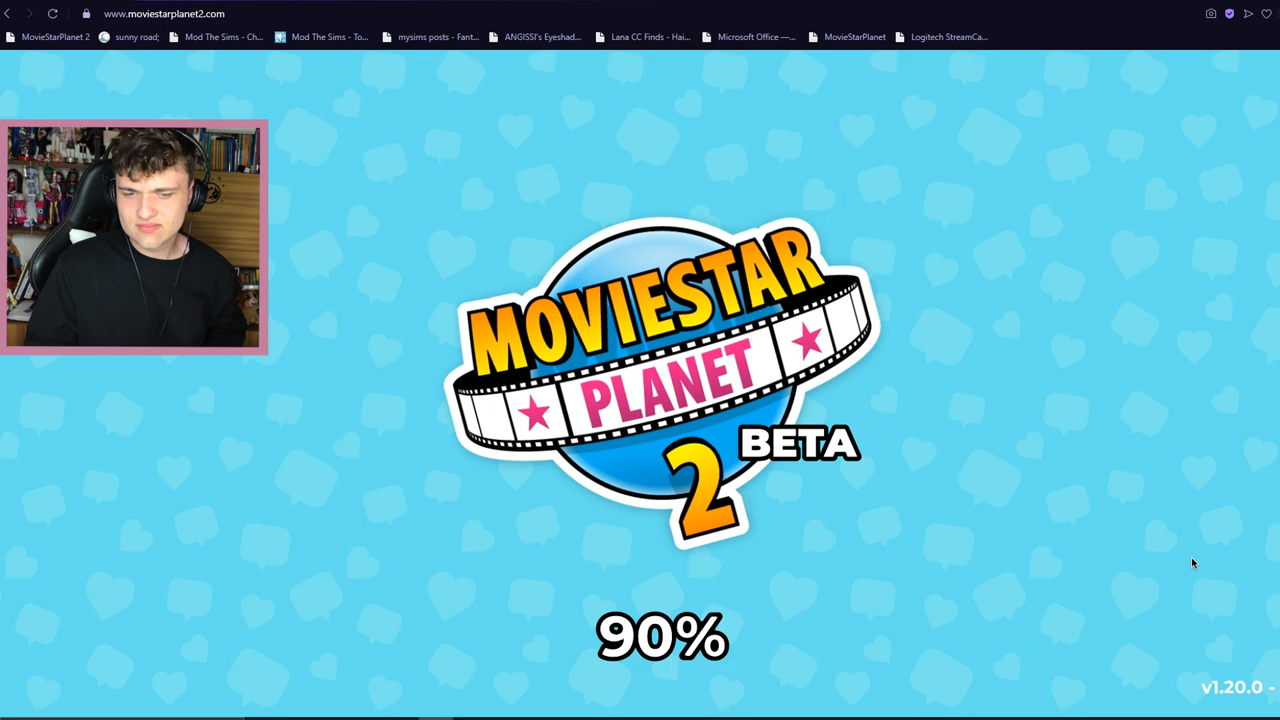 www.moviestarplanet2.com
MovieStarPlanet 2 sunny road; Mod The Sims - Ch... Mod The Sims - To... mysims posts - Fant... ANGISSI's Eyeshad... Lana CC Finds - Hai... Microsoft Office —... MovieStarPlanet Logitech StreamCa...
MOVIESTAR
PLANET
2 BETA
90%
v1.20.0 -